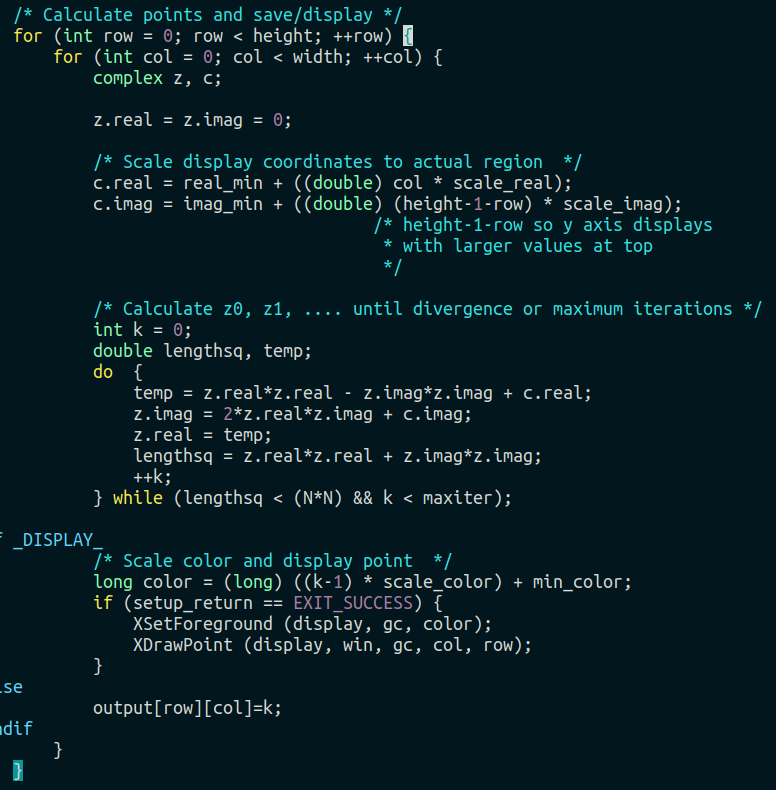 /* Calculate points and save/display */
for (int row = 0; row < height; ++row) {
    for (int col = 0; col < width; ++col) {
        complex z, c;

        z.real = z.imag = 0;

        /* Scale display coordinates to actual region  */
        c.real = real_min + ((double) col * scale_real);
        c.imag = imag_min + ((double) (height-1-row) * scale_imag);
                                    /* height-1-row so y axis displays
                                     * with larger values at top
                                     */

        /* Calculate z0, z1, .... until divergence or maximum iterations */
        int k = 0;
        double lengthsq, temp;
        do  {
            temp = z.real*z.real - z.imag*z.imag + c.real;
            z.imag = 2*z.real*z.imag + c.imag;
            z.real = temp;
            lengthsq = z.real*z.real + z.imag*z.imag;
            ++k;
        } while (lengthsq < (N*N) && k < maxiter);

f _DISPLAY_
        /* Scale color and display point  */
        long color = (long) ((k-1) * scale_color) + min_color;
        if (setup_return == EXIT_SUCCESS) {
            XSetForeground (display, gc, color);
            XDrawPoint (display, win, gc, col, row);
        }
lse
        output[row][col]=k;
ndif
    }
}